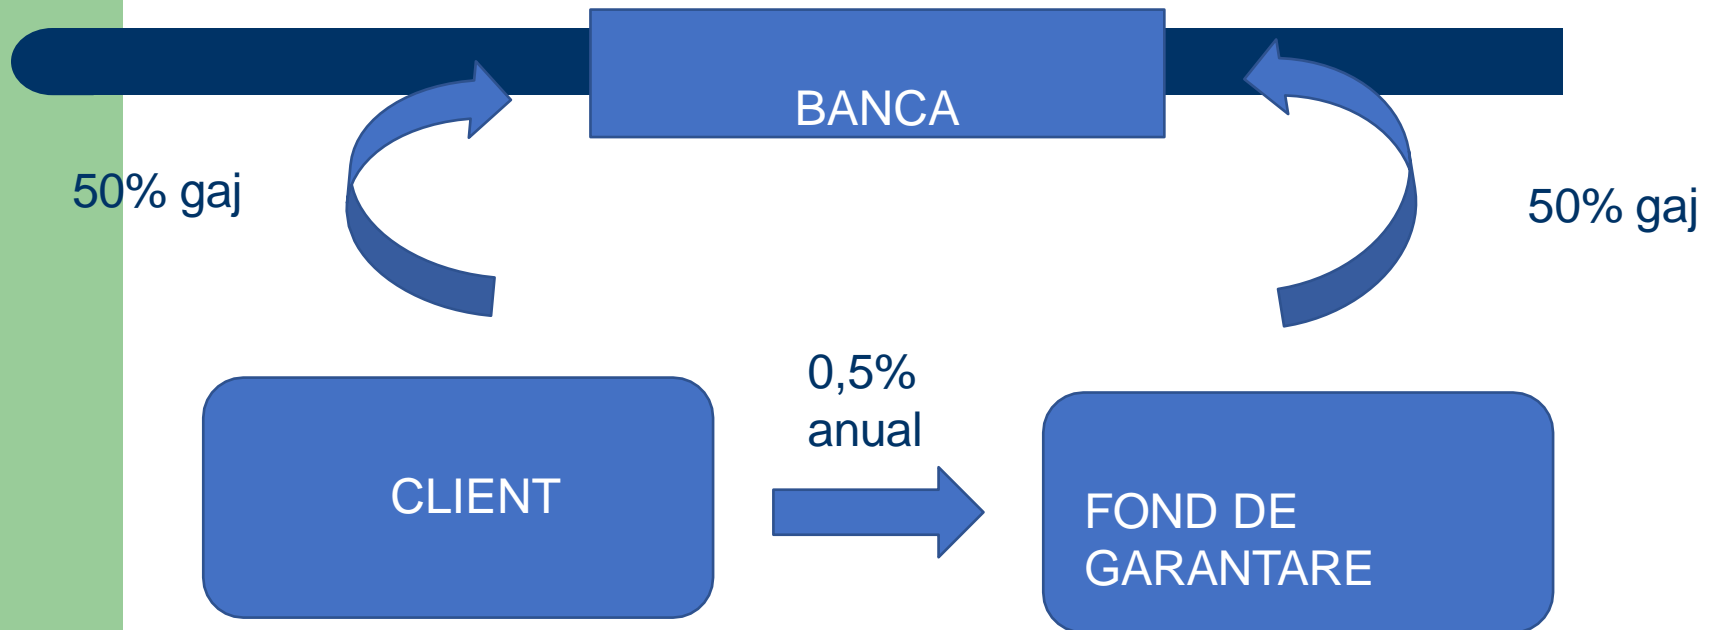 BANCA
50% gaj
50% gaj
0,5%
anual
CLIENT
FOND DE
GARANTARE